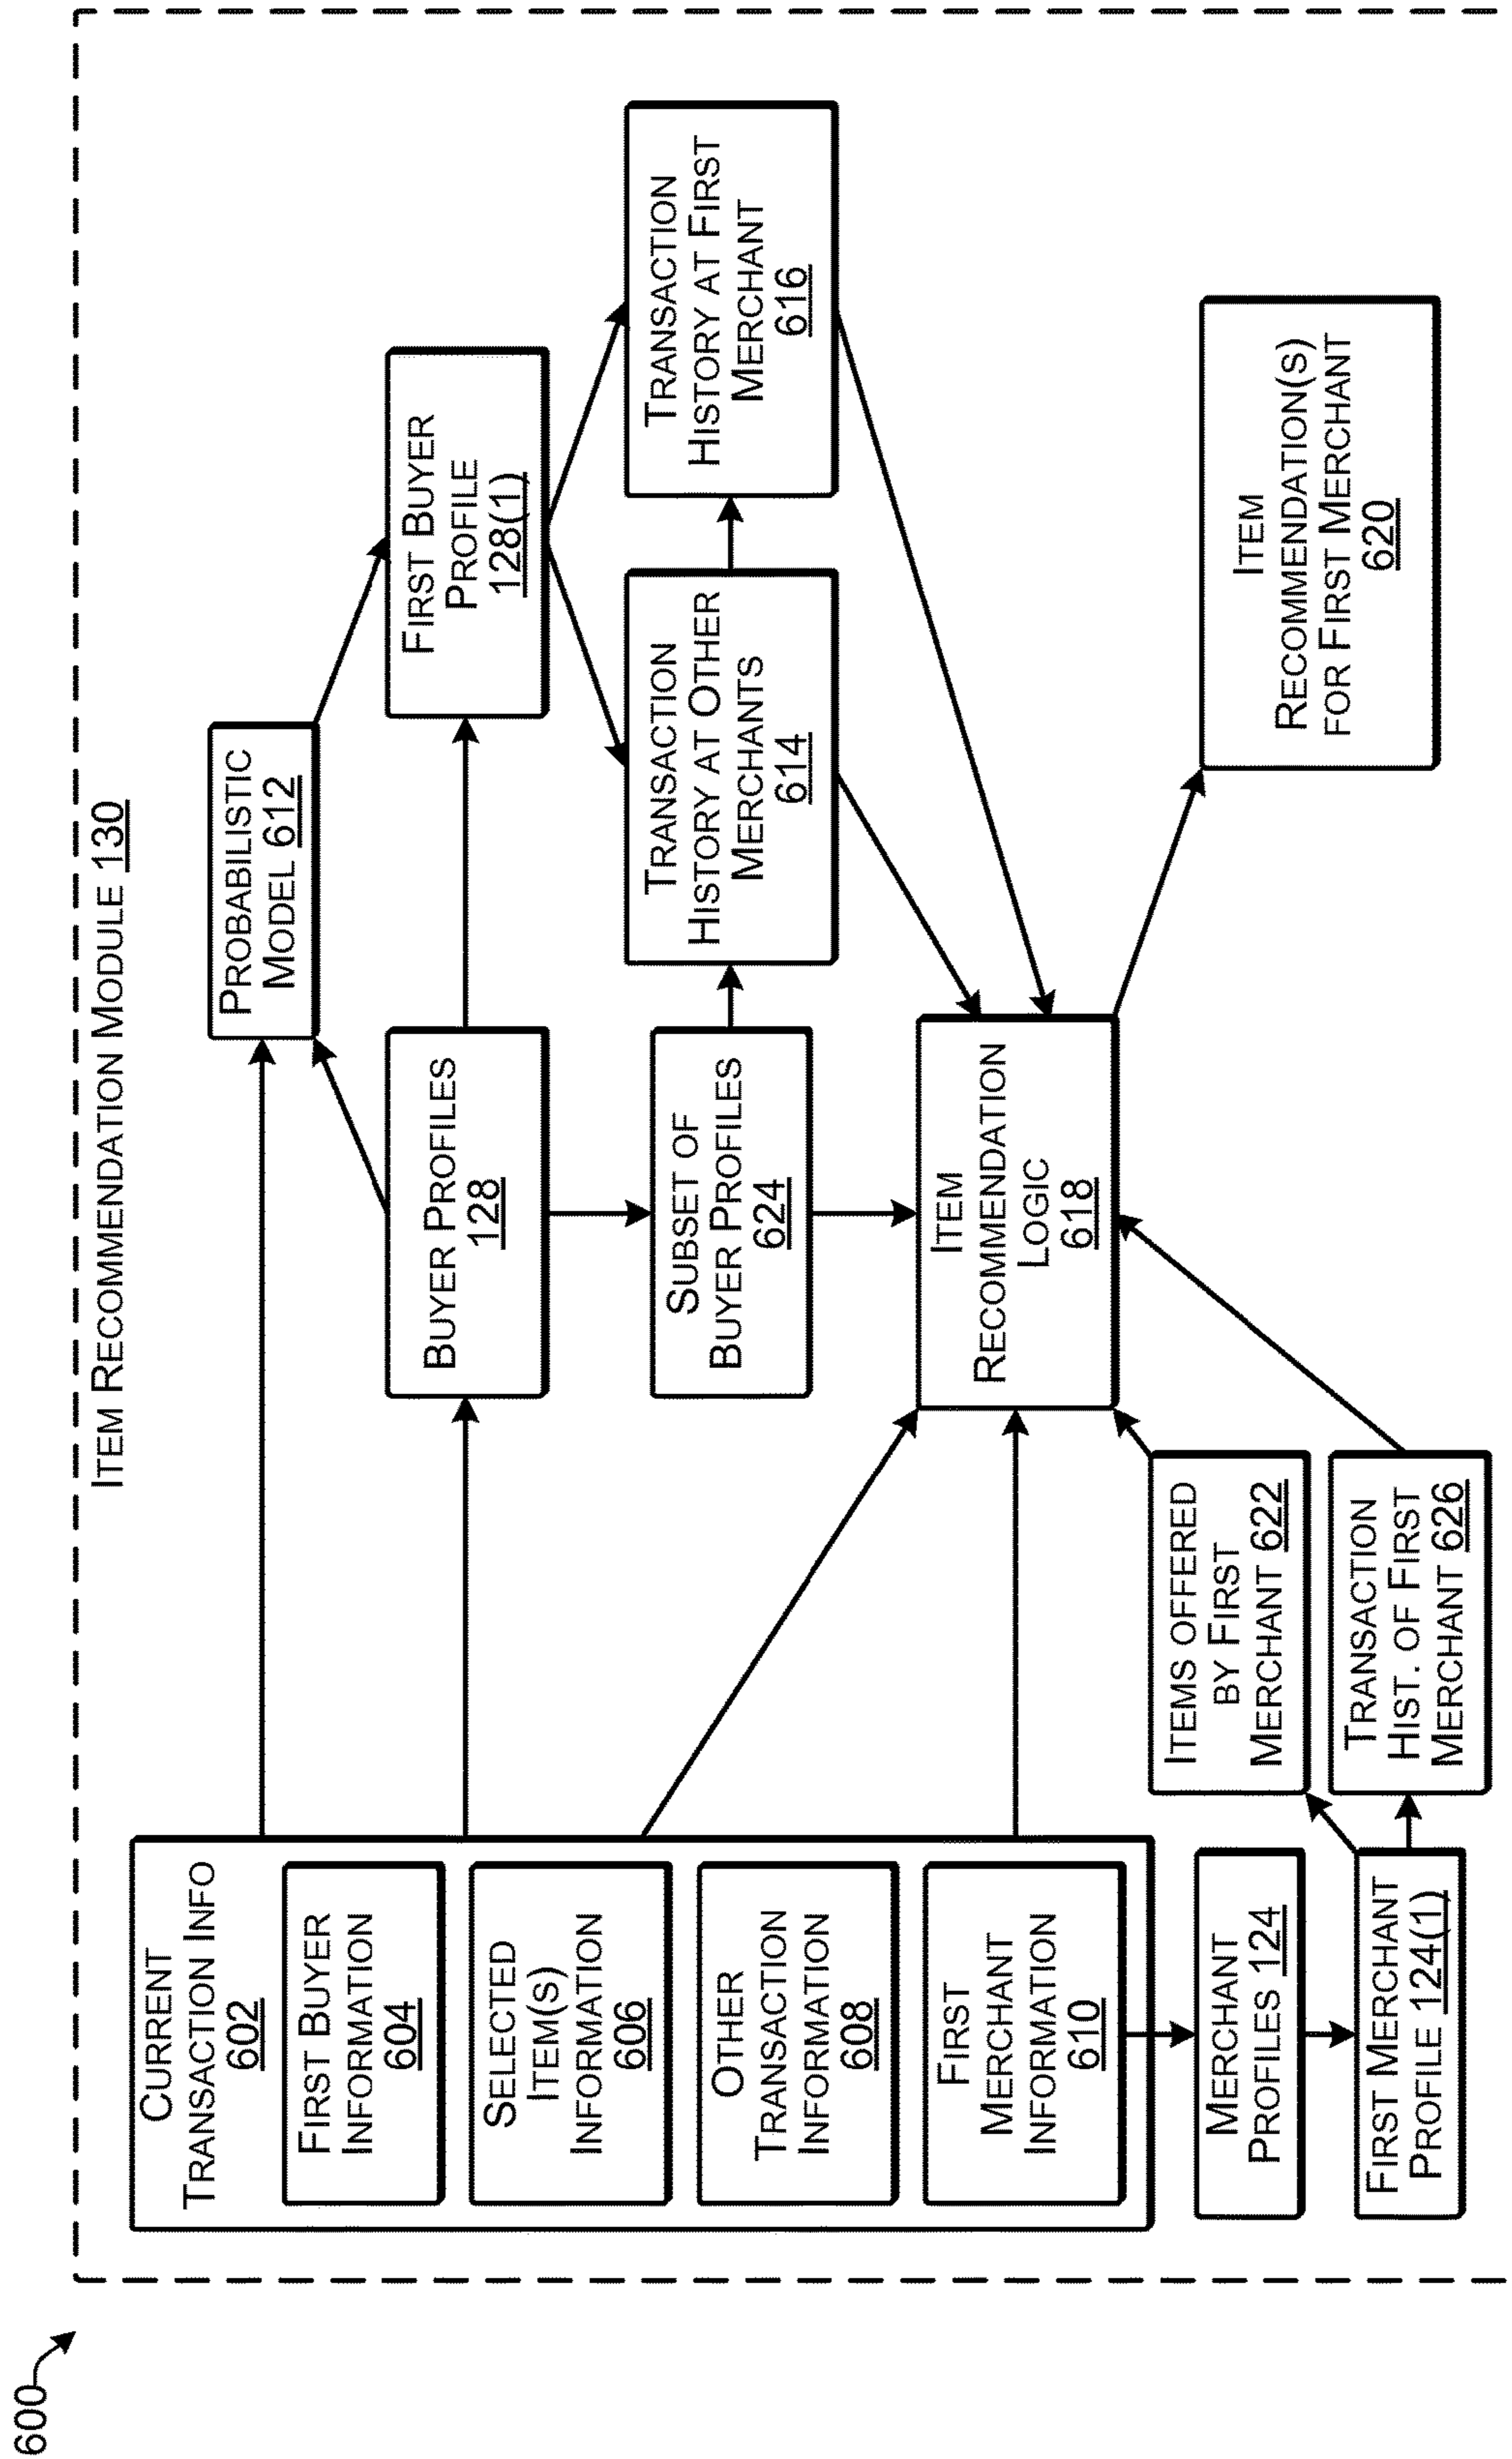 600
ITEM RECOMMENDATION MODULE 130
CURRENT
TRANSACTION INFO
602
FIRST BUYER
INFORMATION
604
SELECTED
ITEM(S)
INFORMATION
606
OTHER
TRANSACTION
INFORMATION
608
FIRST
MERCHANT
INFORMATION
610
MERCHANT
PROFILES 124
FIRST MERCHANT
PROFILE 124(1)
ITEMS OFFERED
BY FIRST
MERCHANT 622
TRANSACTION
HIST. OF FIRST
MERCHANT 626
PROBABILISTIC
MODEL 612
BUYER PROFILES
128
SUBSET OF
BUYER PROFILES
624
ITEM
RECOMMENDATION
LOGIC
618
FIRST BUYER
PROFILE
128(1)
TRANSACTION
HISTORY AT OTHER
MERCHANTS
614
TRANSACTION
HISTORY AT FIRST
MERCHANT
616
ITEM
RECOMMENDATION(S)
FOR FIRST MERCHANT
620